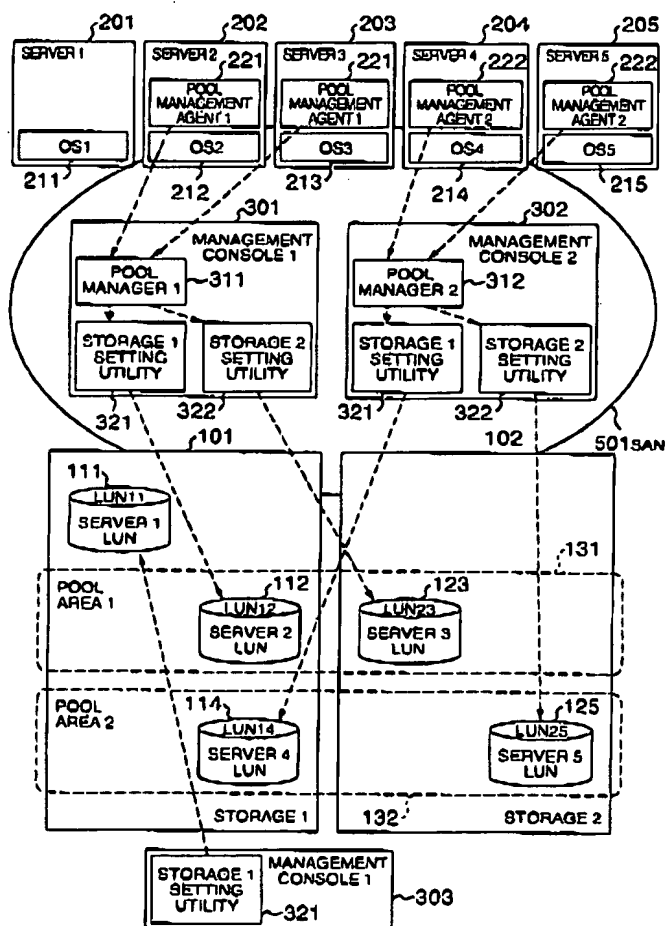 201 202 203 204 205
SERVER 1 SERVER 2 SERVER 3 SERVER 4 SERVER 5
221 221 222 222
POOL MANAGEMENT AGENT 1
POOL MANAGEMENT AGENT 1
POOL MANAGEMENT AGENT 2
POOL MANAGEMENT AGENT 2
OS1 OS2 OS3 OS4 OS5
211 212 213 214 215
301 302
MANAGEMENT CONSOLE 1
POOL MANAGER 1
311
STORAGE 1 SETTING UTILITY
STORAGE 2 SETTING UTILITY
321 322
MANAGEMENT CONSOLE 2
POOL MANAGER 2
312
STORAGE 1 SETTING UTILITY
STORAGE 2 SETTING UTILITY
321 322
501 SAN
101 102
111
LUN11
SERVER 1 LUN
131
POOL AREA 1
112
LUN12
SERVER 2 LUN
123
LUN23
SERVER 3 LUN
POOL AREA 2
114
LUN14
SERVER 4 LUN
125
LUN25
SERVER 5 LUN
STORAGE 1
132
STORAGE 2
STORAGE 1 SETTING UTILITY
MANAGEMENT CONSOLE 1
303
321